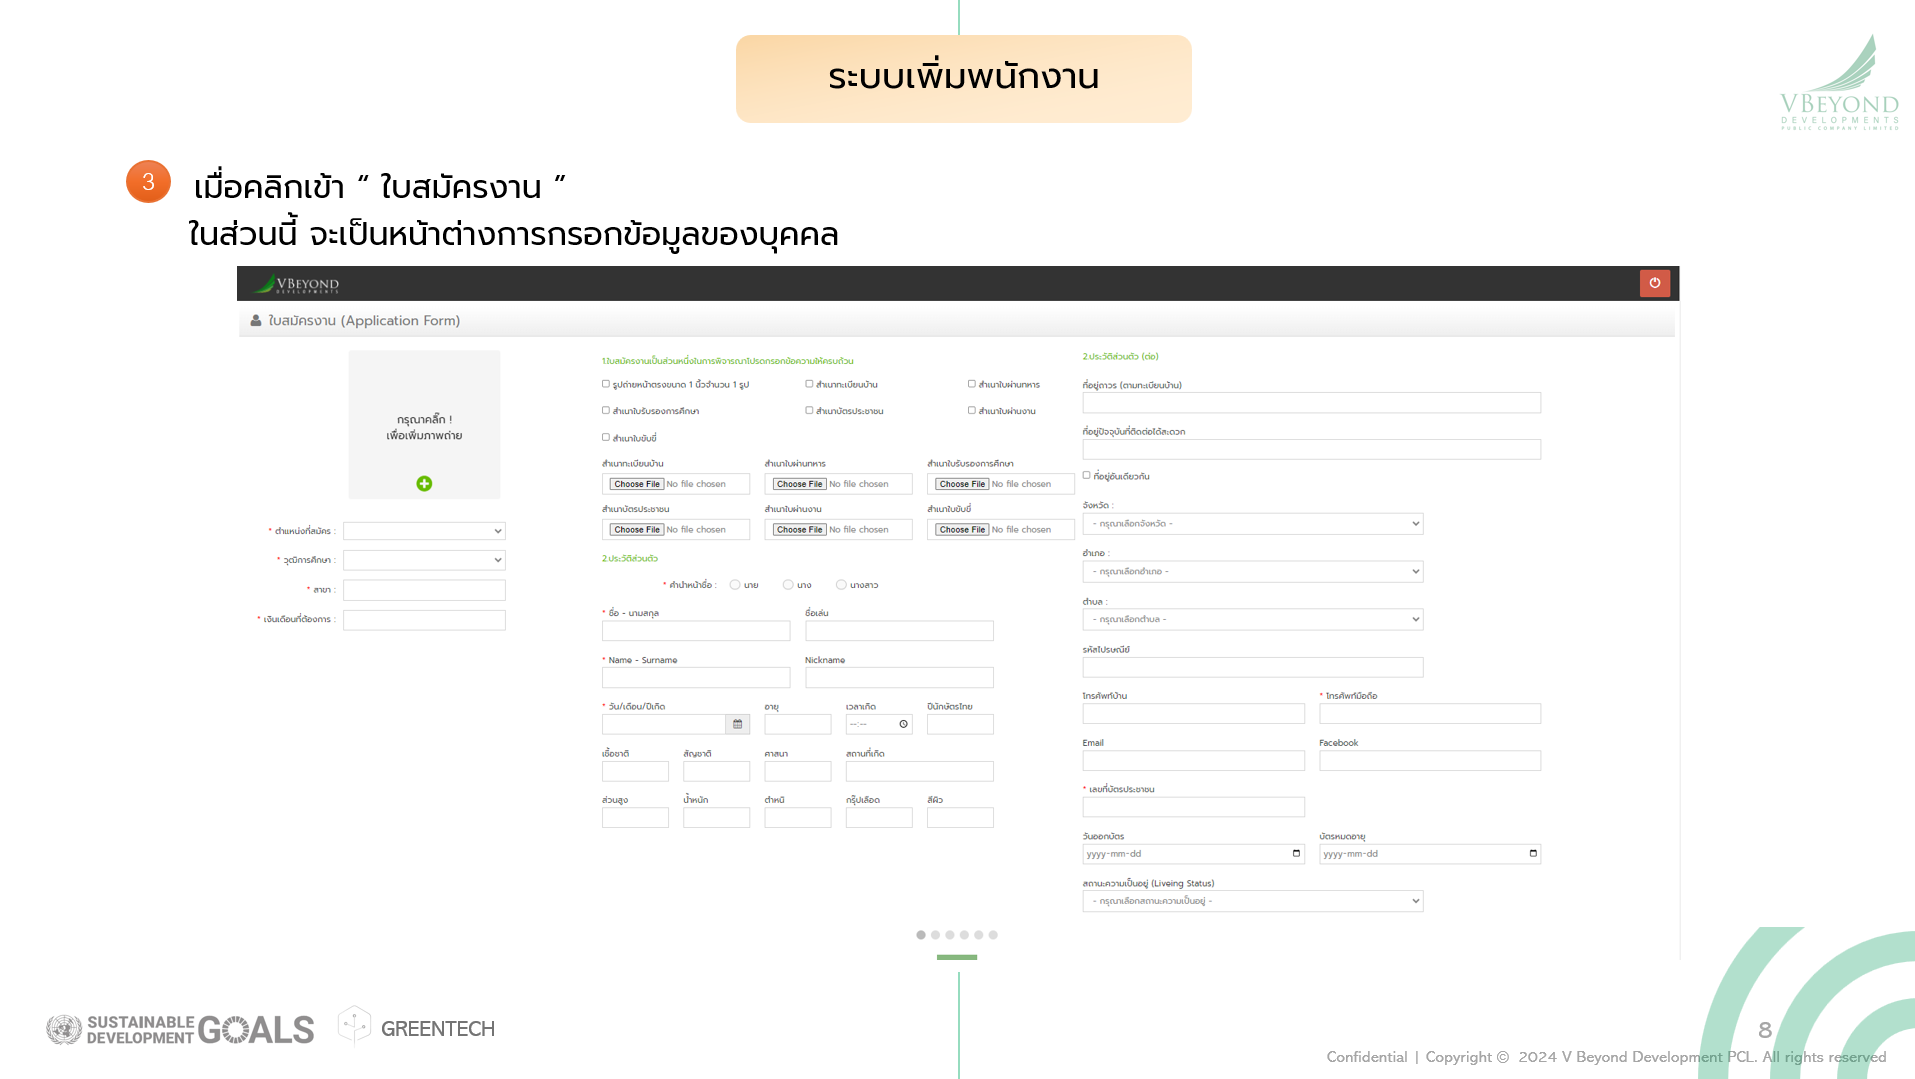 ระบบเพิ่มพนักงาน
VBEYOND
DEVELOPMENTS
PUBLIC COMPANY LIMITED
3 เมื่อคลิกเข้า “ ใบสมัครงาน ”
ในส่วนนี้ จะเป็นหน้าต่างการกรอกข้อมูลของบุคคล
VBEYOND
DEVELOPMENTS
ใบสมัครงาน (Application Form)
กรุณาคลิ๊ก !
เพื่อเพิ่มภาพถ่าย
* ตำแหน่งที่สมัคร :
* วุฒิการศึกษา :
* สาขา :
* เงินเดือนที่ต้องการ :
1.ใบสมัครงานเป็นส่วนหนึ่งในการพิจารณาโปรดกรอกข้อความให้ครบถ้วน
รูปถ่ายหน้าตรงขนาด 1 นิ้วจำนวน 1 รูป สำเนาทะเบียนบ้าน สำเนาใบผ่านทหาร
สำเนาใบรับรองการศึกษา สำเนาบัตรประชาชน สำเนาใบผ่านงาน
สำเนาใบขับขี่
สำเนาทะเบียนบ้าน สำเนาใบผ่านทหาร สำเนาใบรับรองการศึกษา
Choose File No file chosen Choose File No file chosen Choose File No file chosen
สำเนาบัตรประชาชน สำเนาใบผ่านงาน สำเนาใบขับขี่
Choose File No file chosen Choose File No file chosen Choose File No file chosen
2.ประวัติส่วนตัว
* คำนำหน้าชื่อ : นาย นาง นางสาว
* ชื่อ - นามสกุล ชื่อเล่น
* Name - Surname Nickname
* วัน/เดือน/ปีเกิด อายุ เวลาเกิด ปีนักษัตรไทย
--:--
เชื้อชาติ สัญชาติ ศาสนา สถานที่เกิด
ส่วนสูง น้ำหนัก ตำหนิ กรุ๊ปเลือด สีผิว
2.ประวัติส่วนตัว (ต่อ)
ที่อยู่ถาวร (ตามทะเบียนบ้าน)
ที่อยู่ปัจจุบันที่ติดต่อได้สะดวก
ที่อยู่อันเดียวกัน
จังหวัด :
- กรุณาเลือกจังหวัด -
อำเภอ :
- กรุณาเลือกอำเภอ -
ตำบล :
- กรุณาเลือกตำบล -
รหัสไปรษณีย์
โทรศัพท์บ้าน * โทรศัพท์มือถือ
Email Facebook
* เลขที่บัตรประชาชน
วันออกบัตร บัตรหมดอายุ
yyyy-mm-dd yyyy-mm-dd
สถานะความเป็นอยู่ (Liveing Status)
- กรุณาเลือกสถานะความเป็นอยู่ -
SUSTAINABLE
DEVELOPMENT GOALS
GREENTECH
8
Confidential | Copyright © 2024 V Beyond Development PCL. All rights reserved